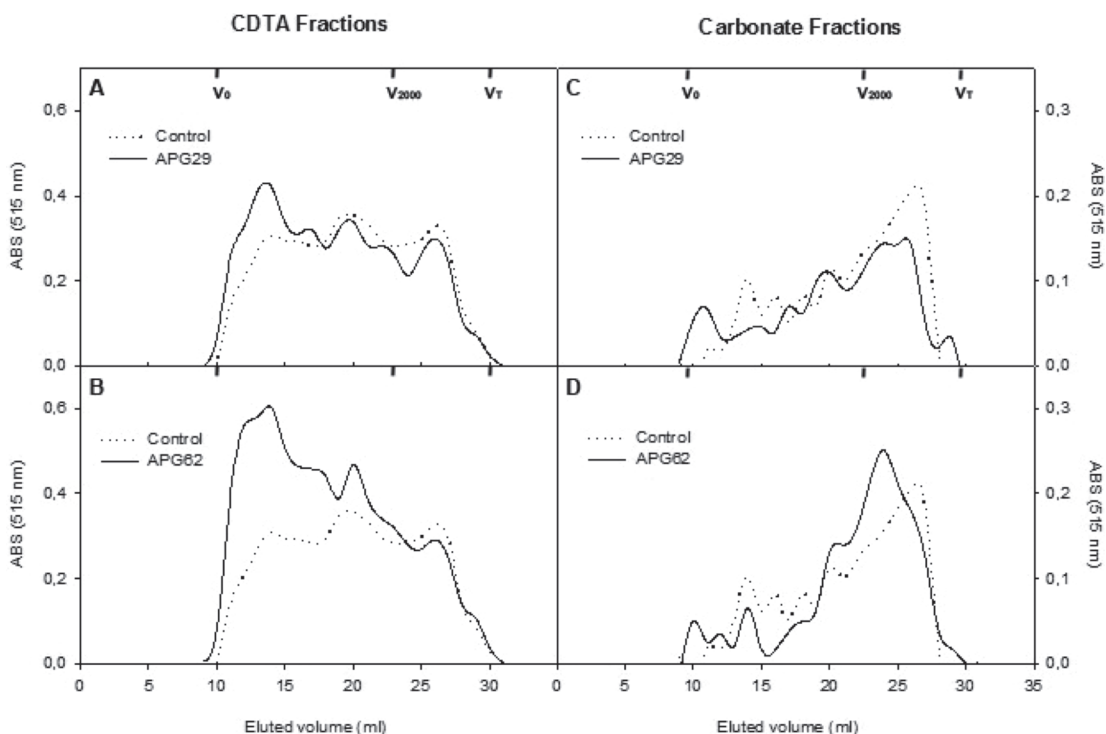 CDTA Fractions
Carbonate Fractions
A
V₀
V₂₀₀₀
V_T
C
V₀
V₂₀₀₀
V_T
0,6
0,4
0,2
0,0
ABS (515 nm)
Control
APG29
Control
APG29
0,3
0,2
0,1
0,0
ABS (515 nm)
B
D
0,6
0,4
0,2
0,0
ABS (515 nm)
Control
APG62
Control
APG62
0,3
0,2
0,1
0,0
ABS (515 nm)
0 5 10 15 20 25 30
0 5 10 15 20 25 30 35
Eluted volume (ml)
Eluted volume (ml)